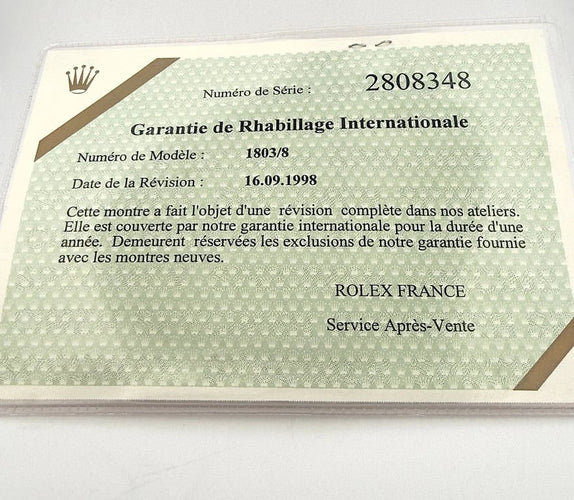 Numéro de Série : 2808348
Garantie de Rhabillage Internationale
Numéro de Modèle : 1803/8
Date de la Révision : 16.09.1998
Cette montre a fait l'objet d'une révision complète dans nos ateliers.
Elle est couverte par notre garantie internationale pour la durée d'une
année. Demeurent réservées les exclusions de notre garantie fournie
avec les montres neuves.
ROLEX FRANCE
Service Après-Vente